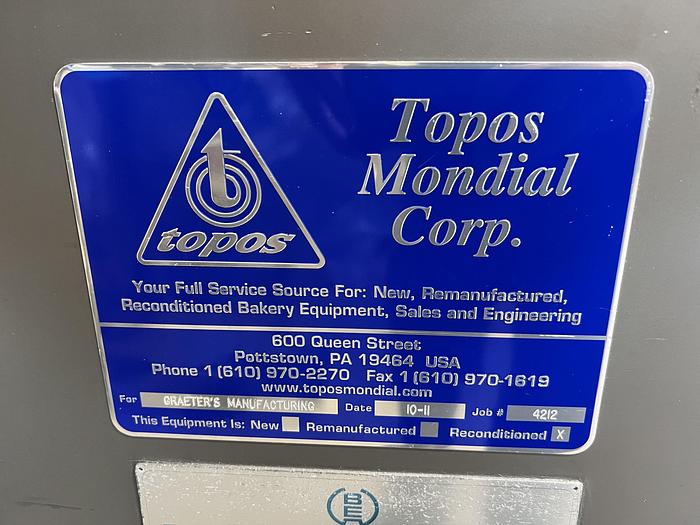 t
topos
Topos
Mondial
Corp.
Your Full Service Source For: New, Remanufactured,
Reconditioned Bakery Equipment, Sales and Engineering
600 Queen Street
Pottstown, PA 19464 USA
Phone 1 (610) 970-2270 Fax 1 (610) 970-1619
www.toposmondial.com
For GRAETER'S MANUFACTURING Date 10-11 Job # 4212
This Equipment Is: New Remanufactured Reconditioned X
BE